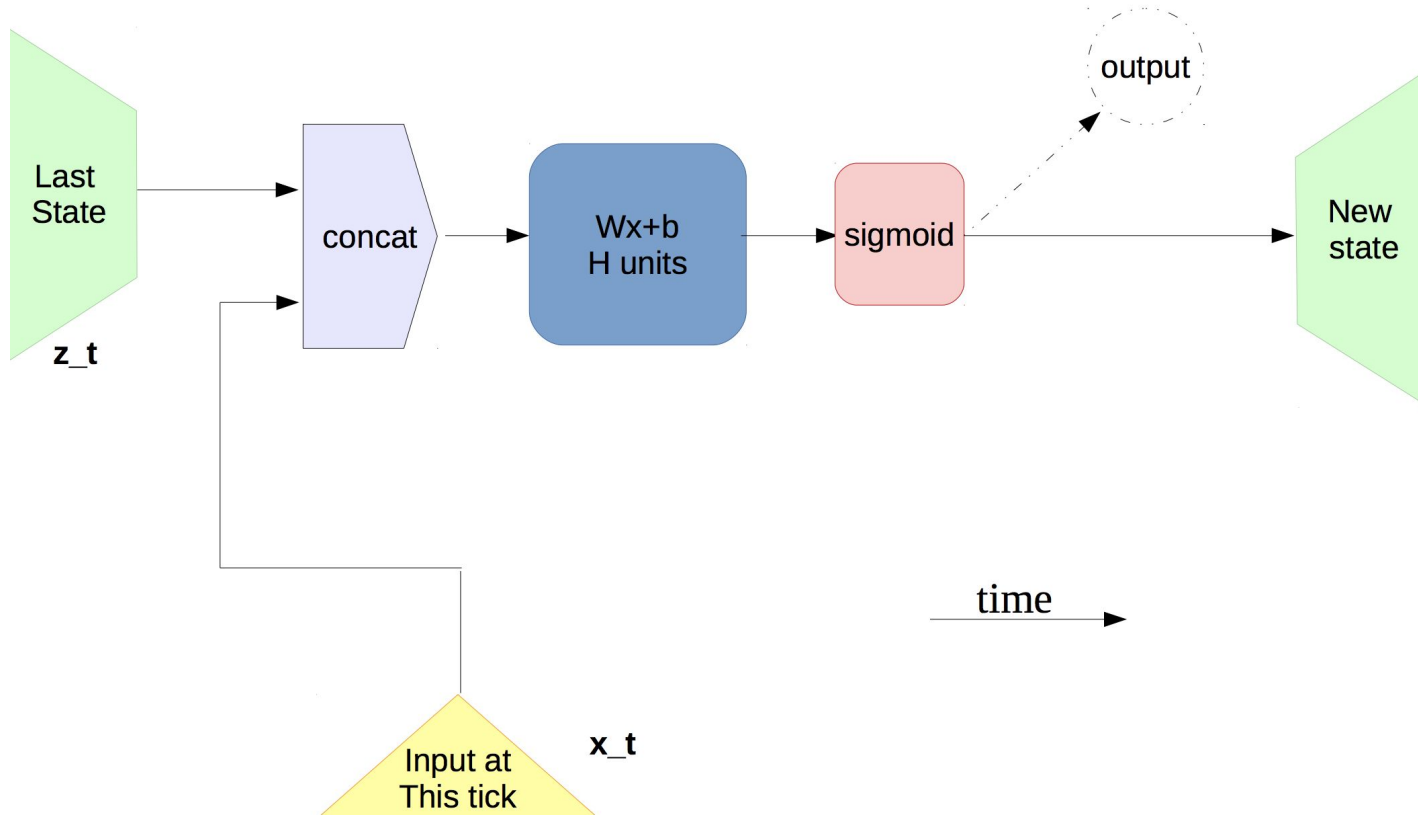 output
Last
State
concat
Wx+b
H units
sigmoid
New
state
z_t
time
x_t
Input at
This tick